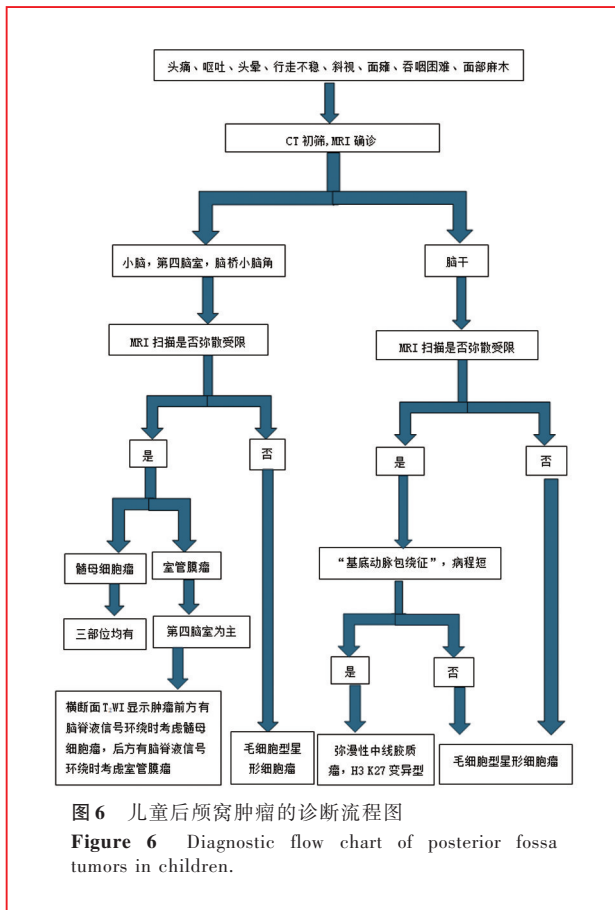 头痛、呕吐、头晕、行走不稳、斜视、面瘫、吞咽困难、面部麻木
CT 初筛,MRI 确诊
小脑，第四脑室，脑桥小脑角
脑干
MRI 扫描是否弥散受限
MRI 扫描是否弥散受限
是
否
是
否
髓母细胞瘤
室管膜瘤
“基底动脉包绕征”，病程短
三部位均有
第四脑室为主
是
否
横断面T₂WI 显示肿瘤前方有
脑脊液信号环绕时考虑髓母
细胞瘤，后方有脑脊液信号
环绕时考虑室管膜瘤
毛细胞型星
形细胞瘤
弥漫性中线胶质
瘤，H3 K27 变异型
毛细胞型星形细胞瘤
图 6 儿童后颅窝肿瘤的诊断流程图
Figure 6 Diagnostic flow chart of posterior fossa
tumors in children.